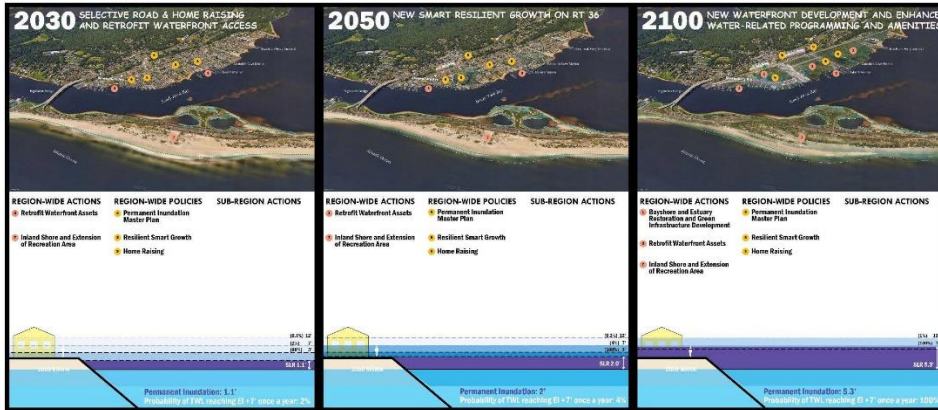 2030 SELECTIVE ROAD & HOME RAISING
AND RETROFIT WATERFRONT ACCESS
REGION-WIDE ACTIONS
Retrofit Waterfront Assets
Inland Shore and Extension
of Recreation Area
REGION-WIDE POLICIES
Permanent Inundation
Master Plan
Resilient Smart Growth
Home Raising
SUB-REGION ACTIONS
SLR 1.1'
Permanent Inundation: 1.1'
Probability of TWL reaching El +7' once a year: 2%
2050 NEW SMART RESILIENT GROWTH ON RT 36
REGION-WIDE ACTIONS
Retrofit Waterfront Assets
Inland Shore and Extension
of Recreation Area
REGION-WIDE POLICIES
Permanent Inundation
Master Plan
Resilient Smart Growth
Home Raising
SUB-REGION ACTIONS
SLR 2.0'
Permanent Inundation: 2'
Probability of TWL reaching El +7' once a year: 4%
2100 NEW WATERFRONT DEVELOPMENT AND ENHANCE
WATER-RELATED PROGRAMMING AND AMENITIES
REGION-WIDE ACTIONS
Bayshore and Estuary
Restoration and Green
Infrastructure Development
Retrofit Waterfront Assets
Inland Shore and Extension
of Recreation Area
REGION-WIDE POLICIES
Permanent Inundation
Master Plan
Resilient Smart Growth
Home Raising
SUB-REGION ACTIONS
SLR 5.3'
Permanent Inundation: 5.3'
Probability of TWL reaching El +7' once a year: 100%